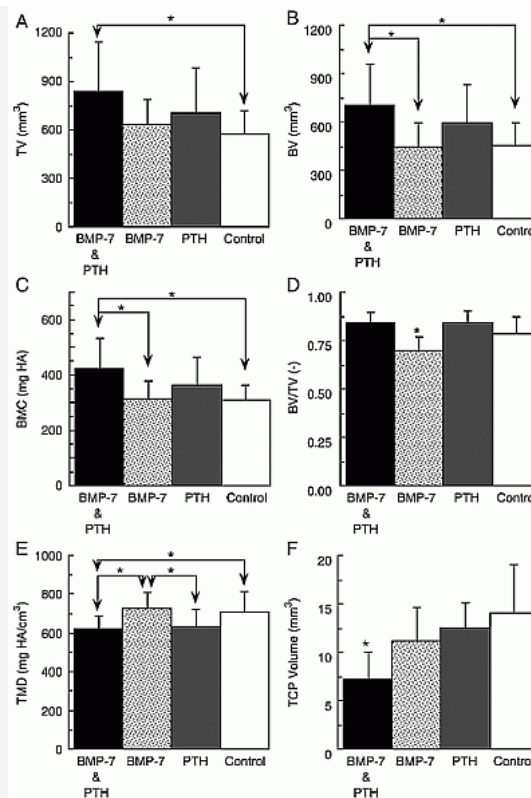 A
*
TV (mm³)
1200
900
600
300
0
BMP-7
&
PTH
BMP-7
PTH
Control
B
*
*
BV (mm³)
1200
900
600
300
0
BMP-7
&
PTH
BMP-7
PTH
Control
C
*
*
BMC (mg HA)
600
400
200
0
BMP-7
&
PTH
BMP-7
PTH
Control
D
*
BV/TV (-)
1.00
0.75
0.50
0.25
0.00
BMP-7
&
PTH
BMP-7
PTH
Control
E
*
*
*
TMD (mg HA/cm³)
1000
800
600
400
200
0
BMP-7
&
PTH
BMP-7
PTH
Control
F
*
TCP Volume (mm³)
20
15
10
5
0
BMP-7
&
PTH
BMP-7
PTH
Control